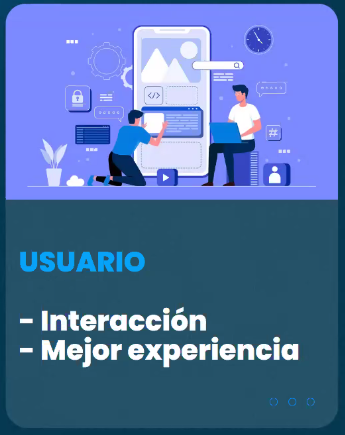 </>
#
USUARIO
- Interacción
- Mejor experiencia